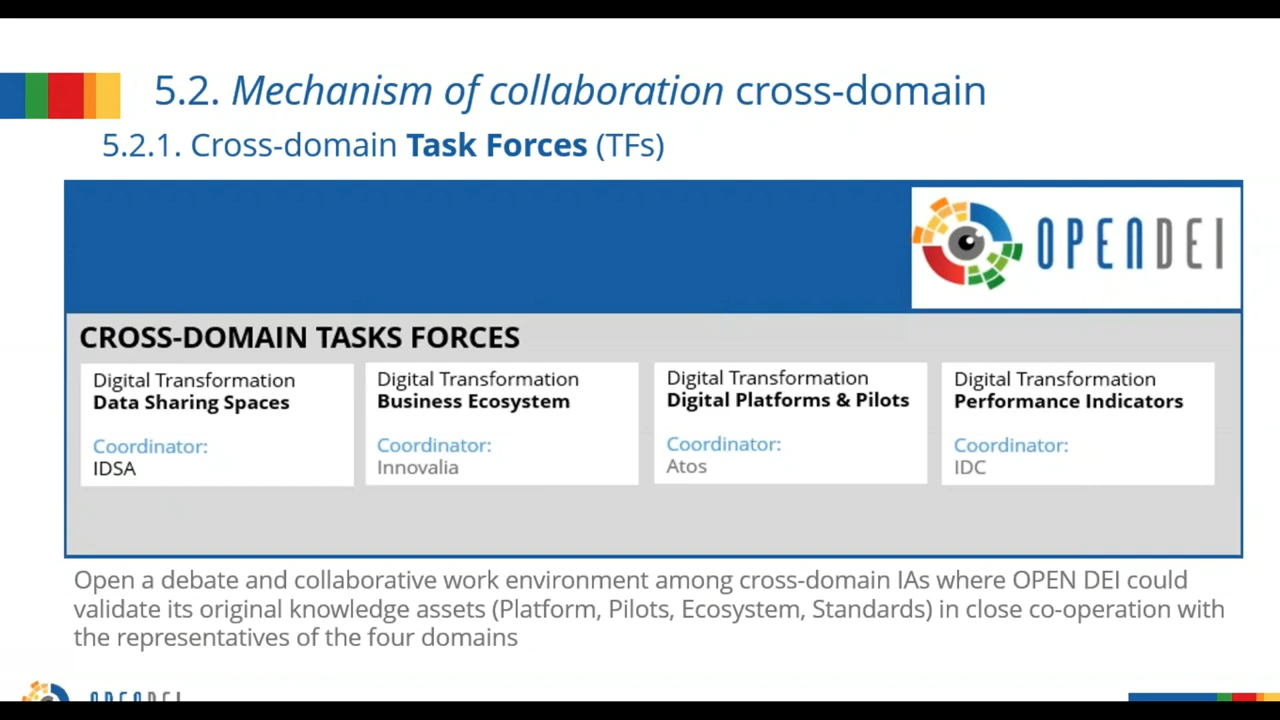 5.2. Mechanism of collaboration cross-domain
5.2.1. Cross-domain Task Forces (TFs)
OPENDEI
CROSS-DOMAIN TASKS FORCES
Digital Transformation
Data Sharing Spaces
Coordinator:
IDSA
Digital Transformation
Business Ecosystem
Coordinator:
Innovalia
Digital Transformation
Digital Platforms & Pilots
Coordinator:
Atos
Digital Transformation
Performance Indicators
Coordinator:
IDC
Open a debate and collaborative work environment among cross-domain IAs where OPEN DEI could
validate its original knowledge assets (Platform, Pilots, Ecosystem, Standards) in close co-operation with
the representatives of the four domains
OPENDEI